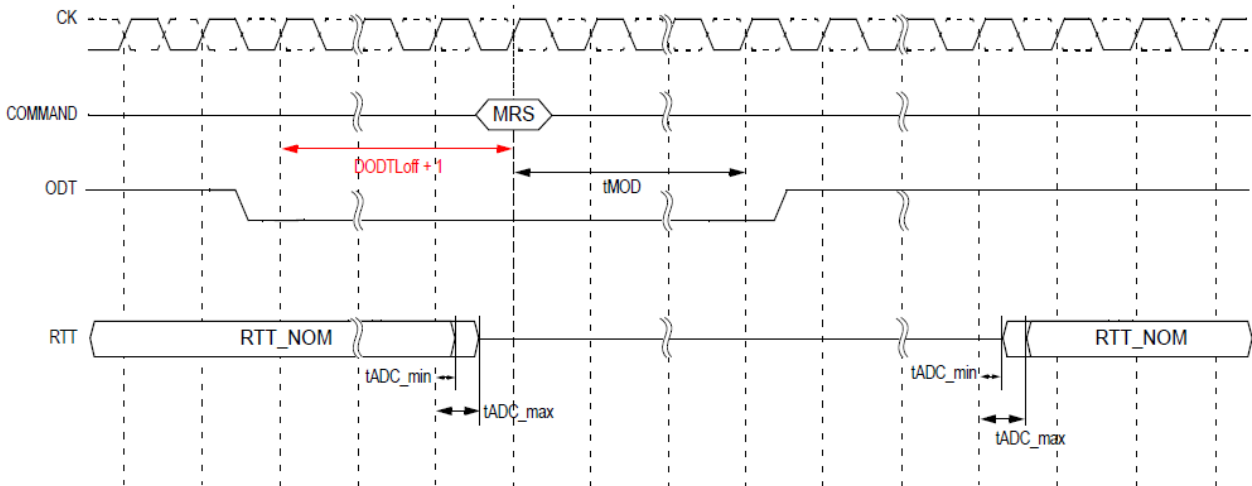 CK
COMMAND
MRS
DODTLoff + 1
tMOD
ODT
RTT
RTT_NOM
RTT_NOM
tADC_min
tADC_min
tADC_max
tADC_max